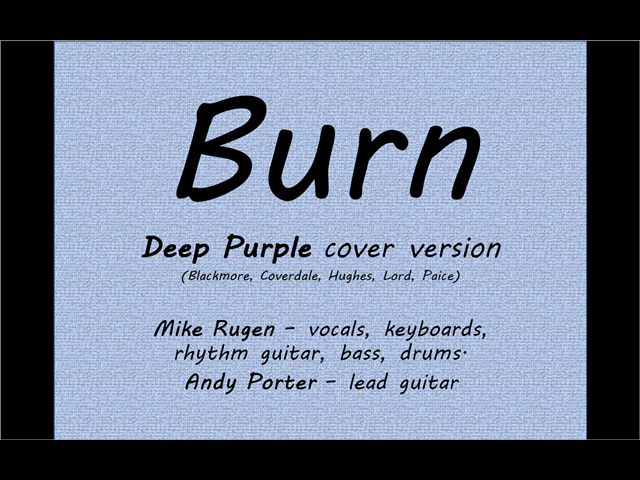 Burn
Deep Purple cover version
(Blackmore, Coverdale, Hughes, Lord, Paice)
Mike Rugen – vocals, keyboards,
rhythm guitar, bass, drums.
Andy Porter – lead guitar